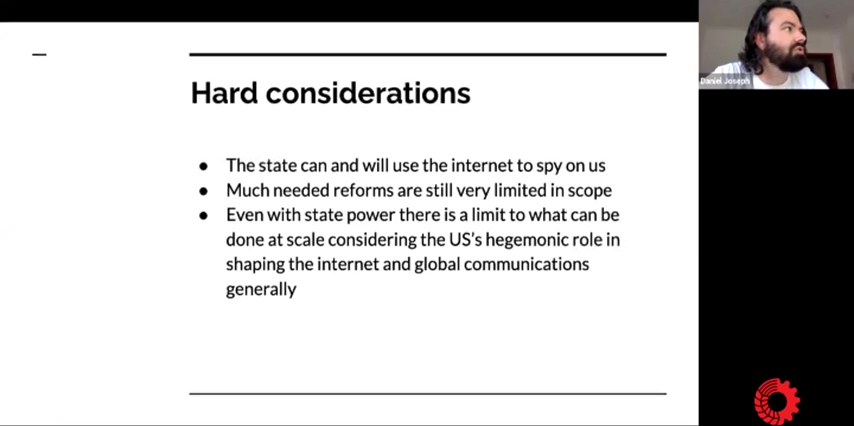 Hard considerations
● The state can and will use the internet to spy on us
● Much needed reforms are still very limited in scope
● Even with state power there is a limit to what can be
done at scale considering the US's hegemonic role in
shaping the internet and global communications
generally
Daniel Joseph